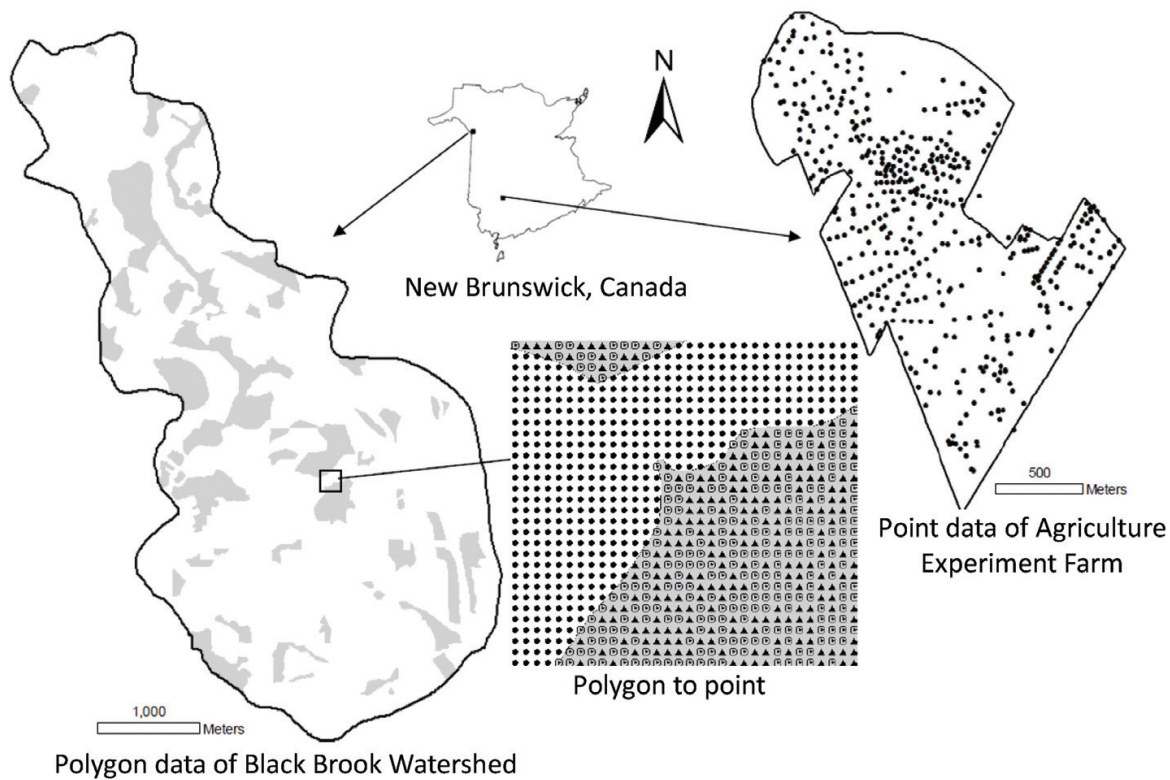 N
New Brunswick, Canada
500
Meters
Point data of Agriculture
Experiment Farm
Polygon to point
1,000
Meters
Polygon data of Black Brook Watershed